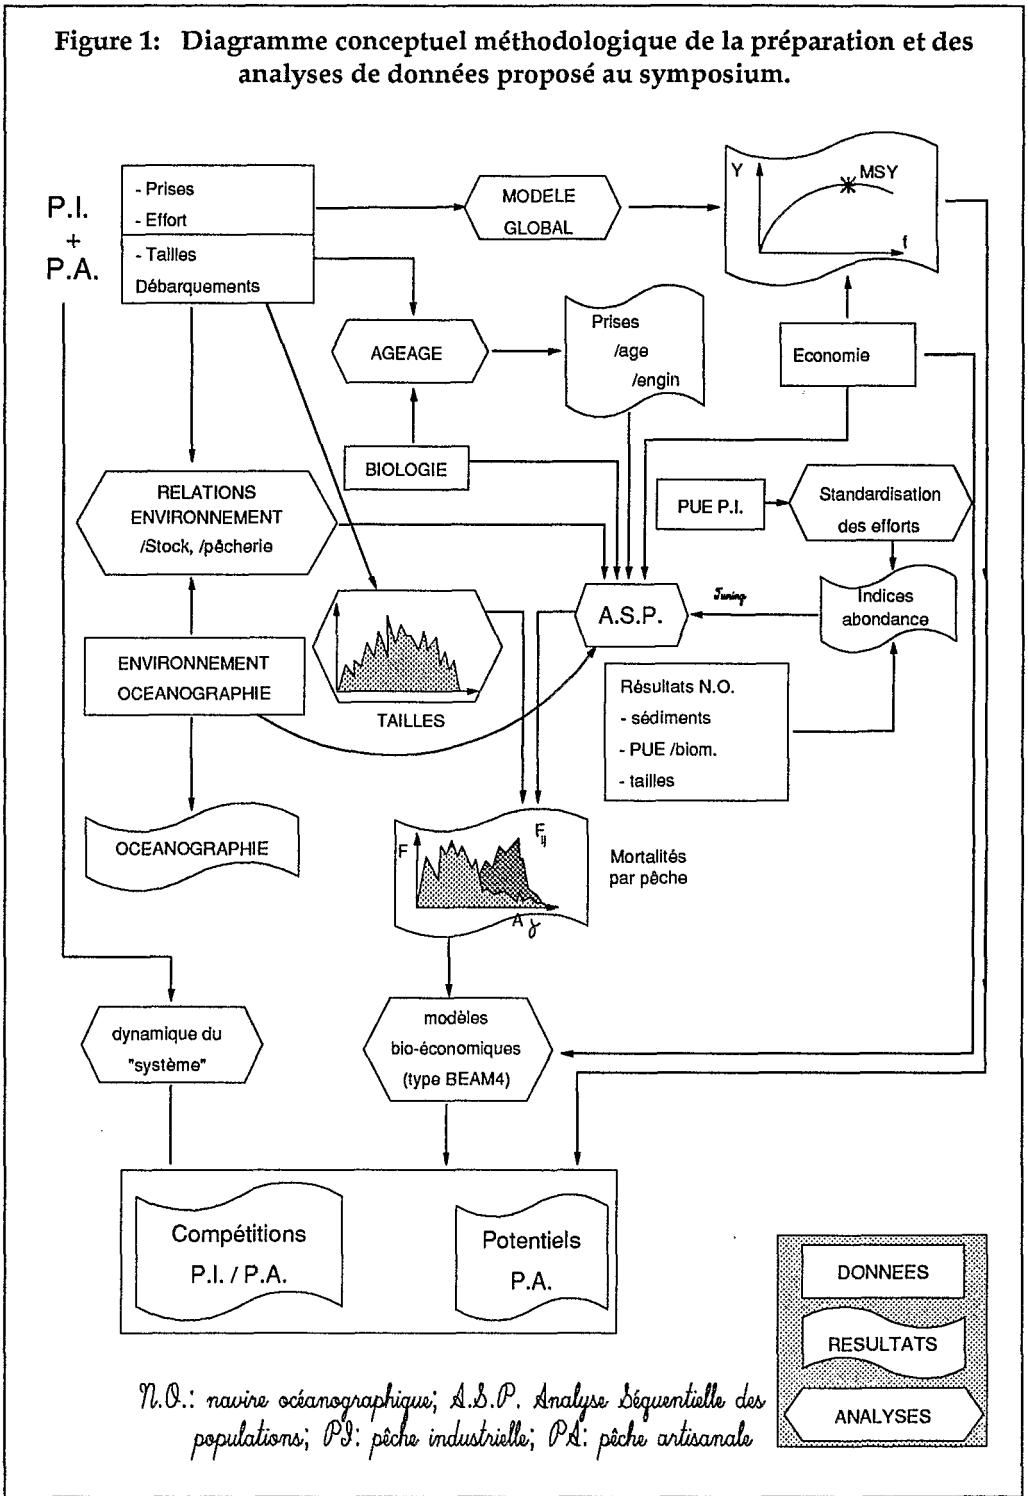 Figure 1: Diagramme conceptuel méthodologique de la préparation et des
analyses de données proposé au symposium.
P.I.
+
P.A.
- Prises
- Effort
- Tailles
Débarquements
MODELE
GLOBAL
Y
MSY
f
AGEAGE
Prises
/age
/engin
Economie
BIOLOGIE
RELATIONS
ENVIRONNEMENT
/Stock, /pêcherie
PUE P.I.
Standardisation
des efforts
A.S.P.
Tuning
Indices
abondance
ENVIRONNEMENT
OCEANOGRAPHIE
TAILLES
Résultats N.O.
- sédiments
- PUE /biom.
- tailles
OCEANOGRAPHIE
F
Fij
A
Mortalités
par pêche
dynamique du
"système"
modèles
bio-économiques
(type BEAM4)
Compétitions
P.I. / P.A.
Potentiels
P.A.
DONNEES
RESULTATS
ANALYSES
N.O.: navire océanographique; A.S.P. Analyse Séquentielle des
populations; PI: pêche industrielle; PA: pêche artisanale